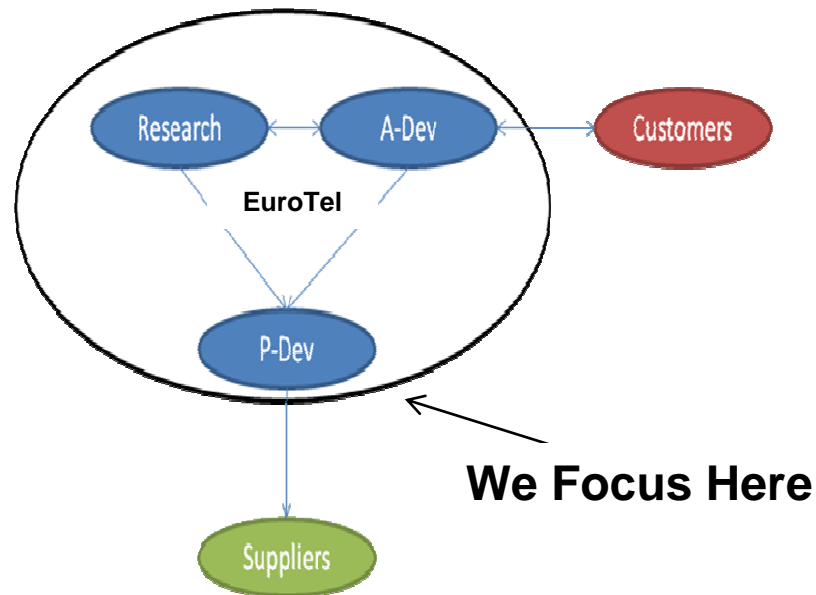 Research
A-Dev
Customers
EuroTel
P-Dev
We Focus Here
Suppliers